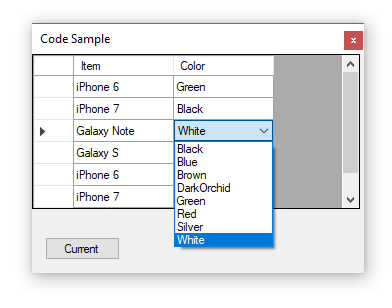 Code Sample x
Item Color
iPhone 6 Green
iPhone 7 Black
Galaxy Note White
Galaxy S Black
iPhone 6 Blue
iPhone 7 Brown
DarkOrchid
Green
Red
Silver
White
Current